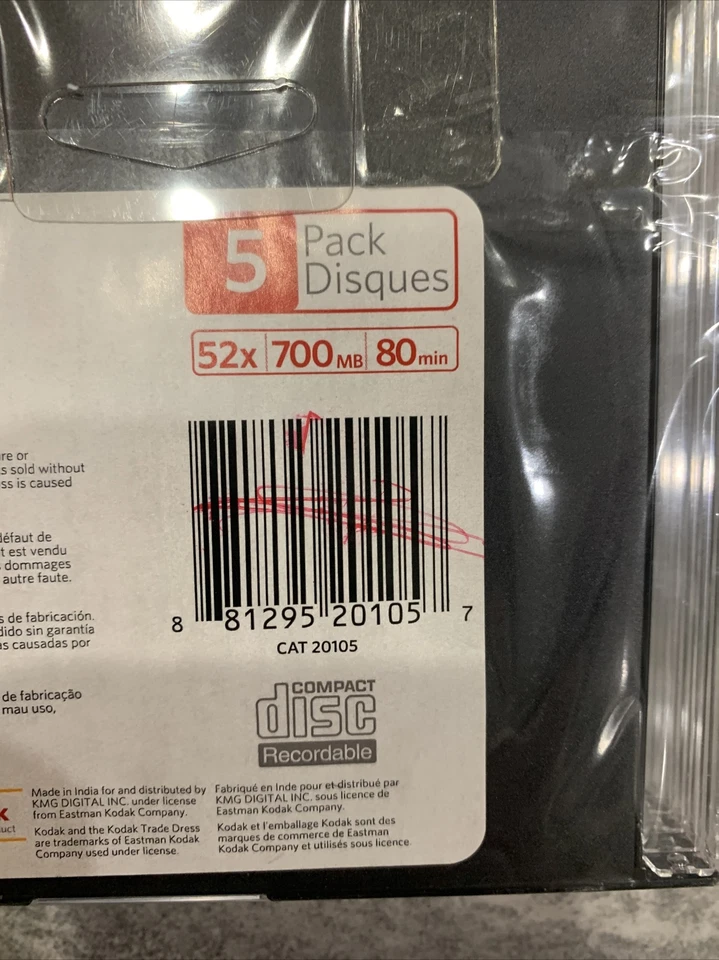 5 Pack
Disques
52x 700 MB 80 min
re or
s sold without
ss is caused
défaut de
t est vendu
dommages
autre faute.
s de fabricación.
dido sin garantía
as causadas por
de fabricação
mau uso,
8 81295 20105 7
CAT 20105
COMPACT
disc
Recordable
Made in India for and distributed by
KMG DIGITAL INC. under license
from Eastman Kodak Company.
Kodak and the Kodak Trade Dress
are trademarks of Eastman Kodak
Company used under license.
Fabriqué en Inde pour et distribué par
KMG DIGITAL INC. sous licence de
Eastman Kodak Company.
Kodak et l'emballage Kodak sont des
marques de commerce de Eastman
Kodak Company et utilisés sous licence.
k
uct